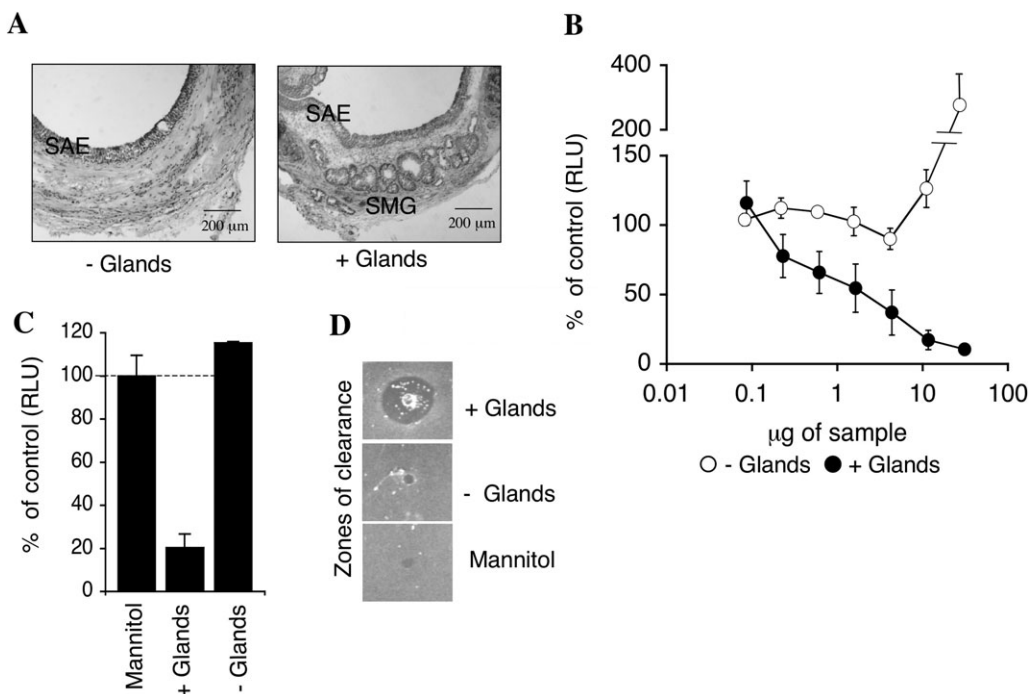 A
SAE
200 µm
- Glands
SAE
SMG
200 µm
+ Glands
B
% of control (RLU)
400
200
150
100
50
0
0.01 0.1 1 10 100
µg of sample
- Glands + Glands
C
% of control (RLU)
120
100
80
60
40
20
0
Mannitol
+ Glands
- Glands
D
Zones of clearance
+ Glands
- Glands
Mannitol